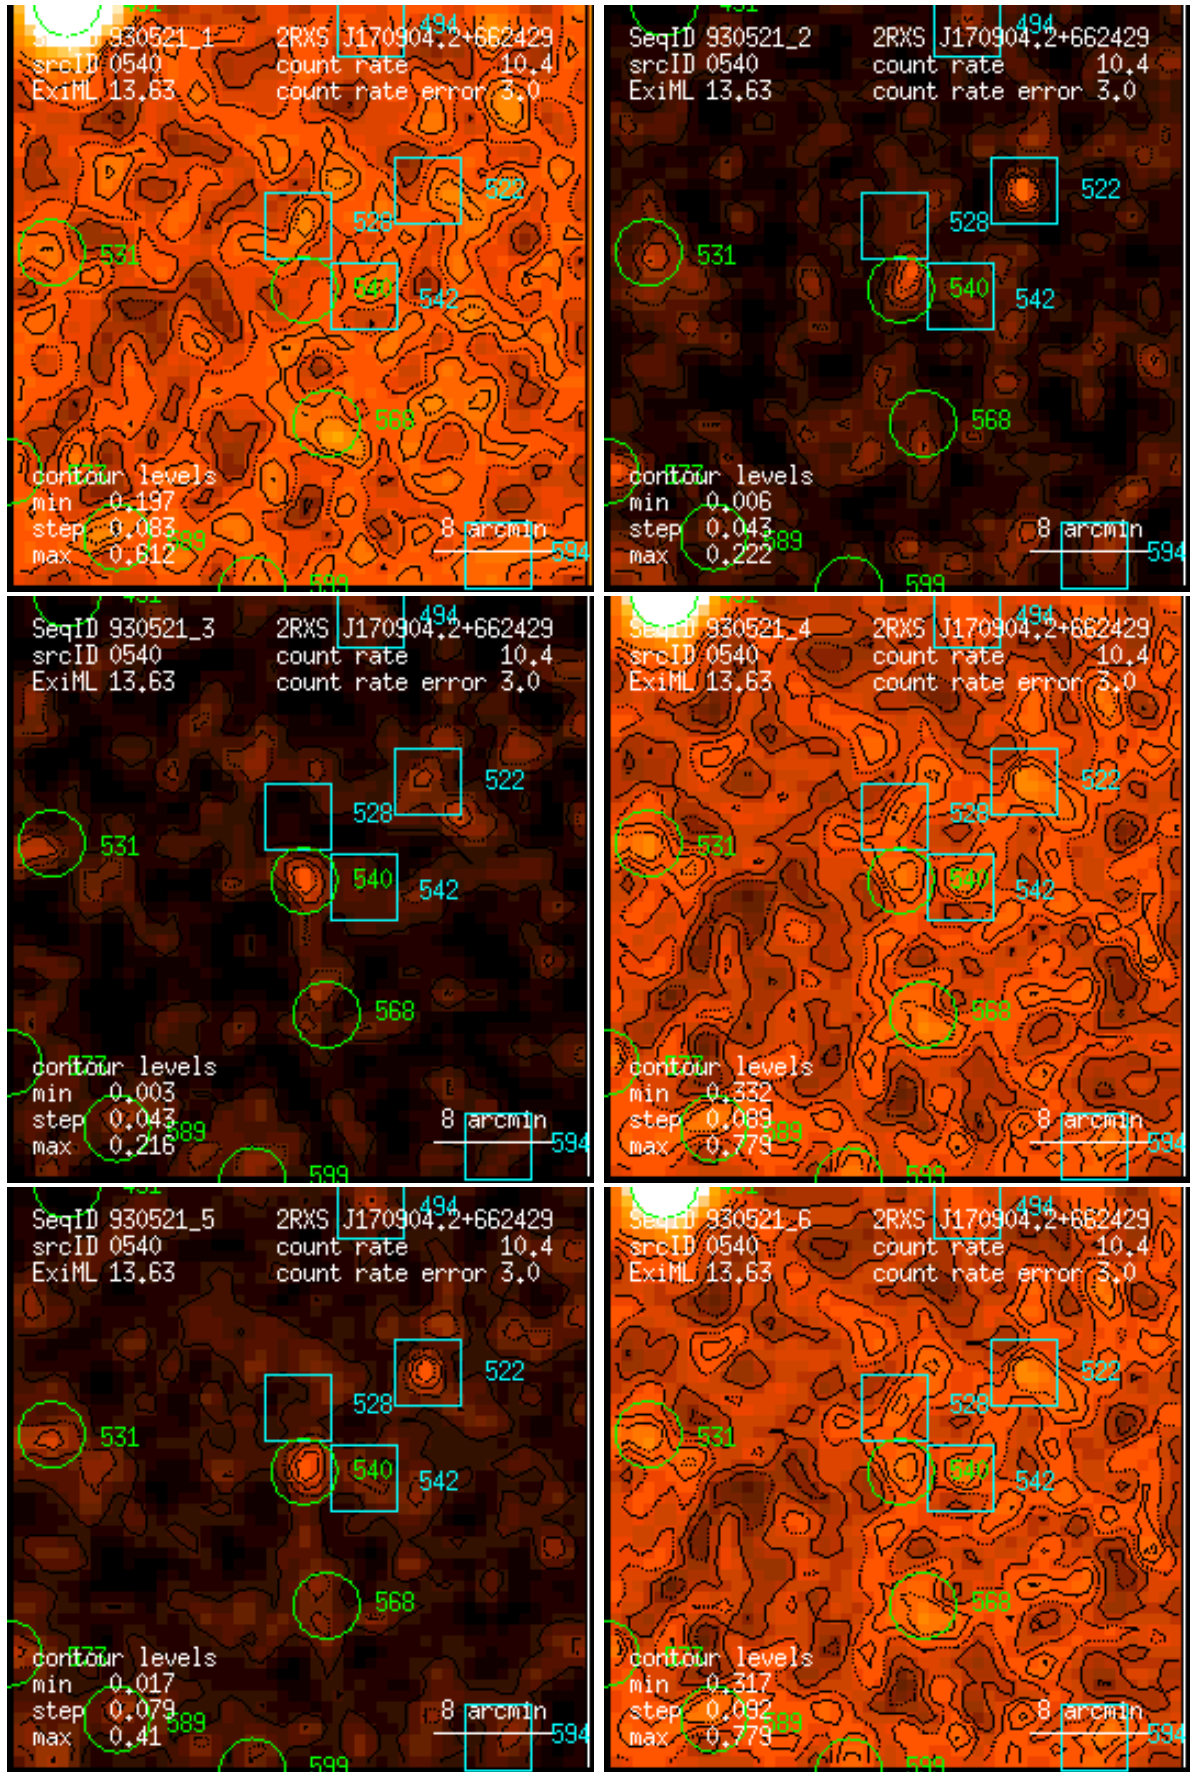 491
494
SeqID 930521_1 2RXS J170904.2+662429
srcID 0540 count rate 10.4
ExiML 13.63 count rate error 3.0
522
528
531
540
542
568
577
contour levels
min 0.197
step 0.083 8 arcmin
589
594
max 0.612
599
491
494
SeqID 930521_2 2RXS J170904.2+662429
srcID 0540 count rate 10.4
ExiML 13.63 count rate error 3.0
522
528
531
540
542
568
577
contour levels
min 0.006
step 0.043 8 arcmin
589
594
max 0.222
599
491
494
SeqID 930521_3 2RXS J170904.2+662429
srcID 0540 count rate 10.4
ExiML 13.63 count rate error 3.0
522
528
531
540
542
568
577
contour levels
min 0.003
step 0.043 8 arcmin
589
594
max 0.216
599
491
494
SeqID 930521_4 2RXS J170904.2+662429
srcID 0540 count rate 10.4
ExiML 13.63 count rate error 3.0
522
528
531
540
542
568
577
contour levels
min 0.332
step 0.089 8 arcmin
589
594
max 0.779
599
491
494
SeqID 930521_5 2RXS J170904.2+662429
srcID 0540 count rate 10.4
ExiML 13.63 count rate error 3.0
522
528
531
540
542
568
577
contour levels
min 0.017
step 0.079 8 arcmin
589
594
max 0.41
599
491
494
SeqID 930521_6 2RXS J170904.2+662429
srcID 0540 count rate 10.4
ExiML 13.63 count rate error 3.0
522
528
531
540
542
568
577
contour levels
min 0.317
step 0.092 8 arcmin
589
594
max 0.779
599